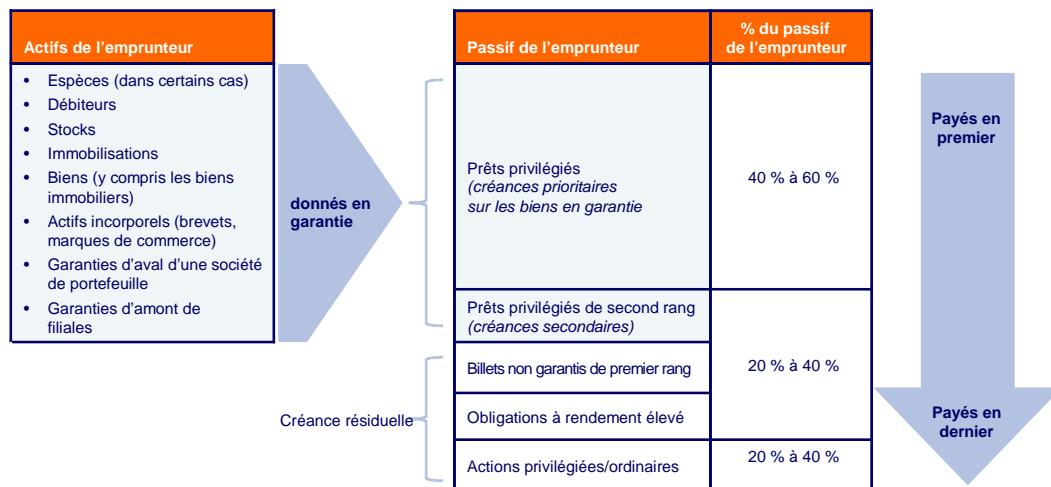 Actifs de l’emprunteur
• Espèces (dans certains cas)
• Débiteurs
• Stocks
• Immobilisations
• Biens (y compris les biens
immobiliers)
• Actifs incorporels (brevets,
marques de commerce)
• Garanties d’aval d’une société
de portefeuille
• Garanties d’amont de
filiales
donnés en
garantie
Créance résiduelle
Passif de l’emprunteur
% du passif
de l’emprunteur
Prêts privilégiés
(créances prioritaires
sur les biens en garantie
40 % à 60 %
Prêts privilégiés de second rang
(créances secondaires)
Billets non garantis de premier rang
20 % à 40 %
Obligations à rendement élevé
Actions privilégiées/ordinaires
20 % à 40 %
Payés en
premier
Payés en
dernier